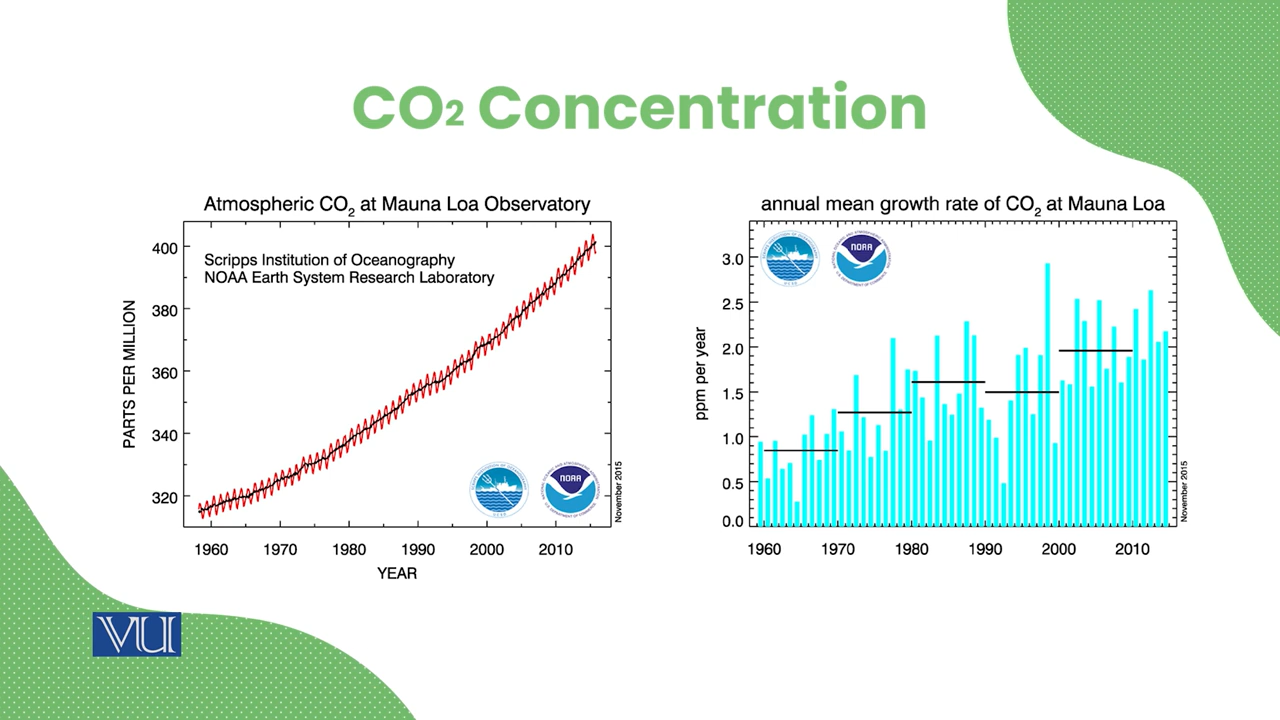 CO2 Concentration
Atmospheric CO2 at Mauna Loa Observatory
Scripps Institution of Oceanography
NOAA Earth System Research Laboratory
PARTS PER MILLION
400
380
360
340
320
1960 1970 1980 1990 2000 2010
YEAR
NOAA
November 2015
annual mean growth rate of CO2 at Mauna Loa
NOAA
ppm per year
3.0
2.5
2.0
1.5
1.0
0.5
0.0
1960 1970 1980 1990 2000 2010
November 2015
VU